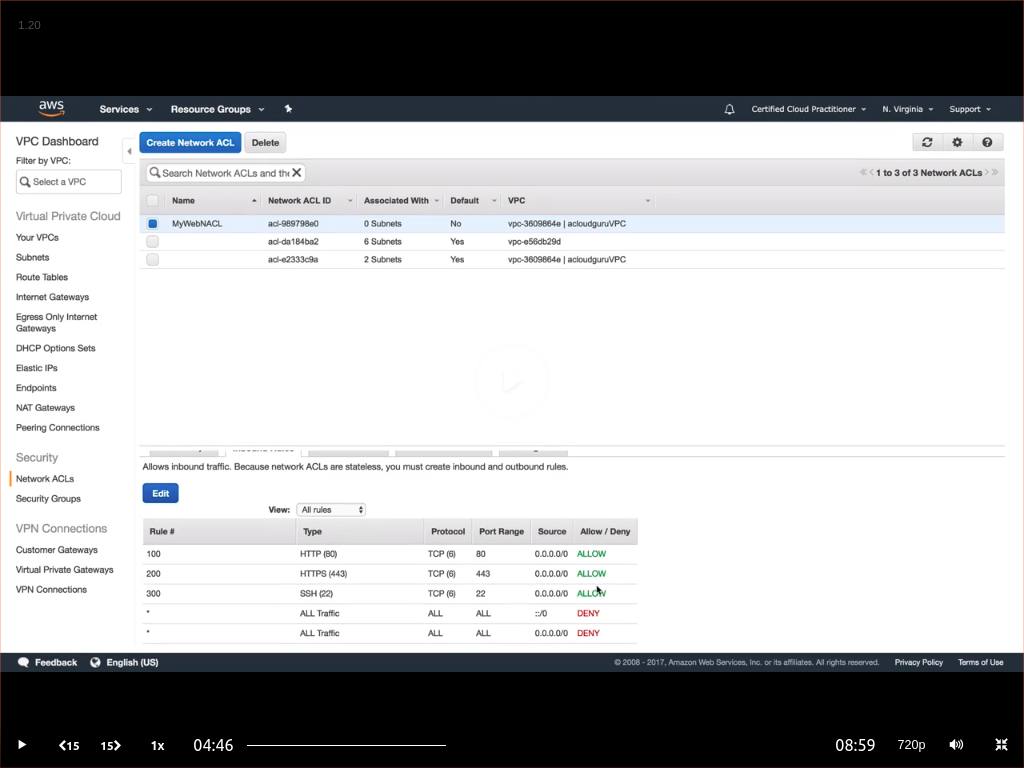 1.20
aws
Services
Resource Groups
Certified Cloud Practitioner
N. Virginia
Support
VPC Dashboard
Filter by VPC:
Select a VPC
Virtual Private Cloud
Your VPCs
Subnets
Route Tables
Internet Gateways
Egress Only Internet
Gateways
DHCP Options Sets
Elastic IPs
Endpoints
NAT Gateways
Peering Connections
Security
Network ACLs
Security Groups
VPN Connections
Customer Gateways
Virtual Private Gateways
VPN Connections
Create Network ACL Delete
Search Network ACLs and the
1 to 3 of 3 Network ACLs
Name Network ACL ID Associated With Default VPC
MyWebNACL acl-989798e0 0 Subnets No vpc-3609864e | acloudguruVPC
acl-da184ba2 6 Subnets Yes vpc-e56db29d
acl-e2333c9a 2 Subnets Yes vpc-3609864e | acloudguruVPC
Allows inbound traffic. Because network ACLs are stateless, you must create inbound and outbound rules.
Edit
View: All rules
Rule # Type Protocol Port Range Source Allow / Deny
100 HTTP (80) TCP (6) 80 0.0.0.0/0 ALLOW
200 HTTPS (443) TCP (6) 443 0.0.0.0/0 ALLOW
300 SSH (22) TCP (6) 22 0.0.0.0/0 ALLOW
* ALL Traffic ALL ALL ::/0 DENY
* ALL Traffic ALL ALL 0.0.0.0/0 DENY
Feedback English (US)
© 2008 - 2017, Amazon Web Services, Inc. or its affiliates. All rights reserved. Privacy Policy Terms of Use
15 15 1x 04:46 08:59 720p